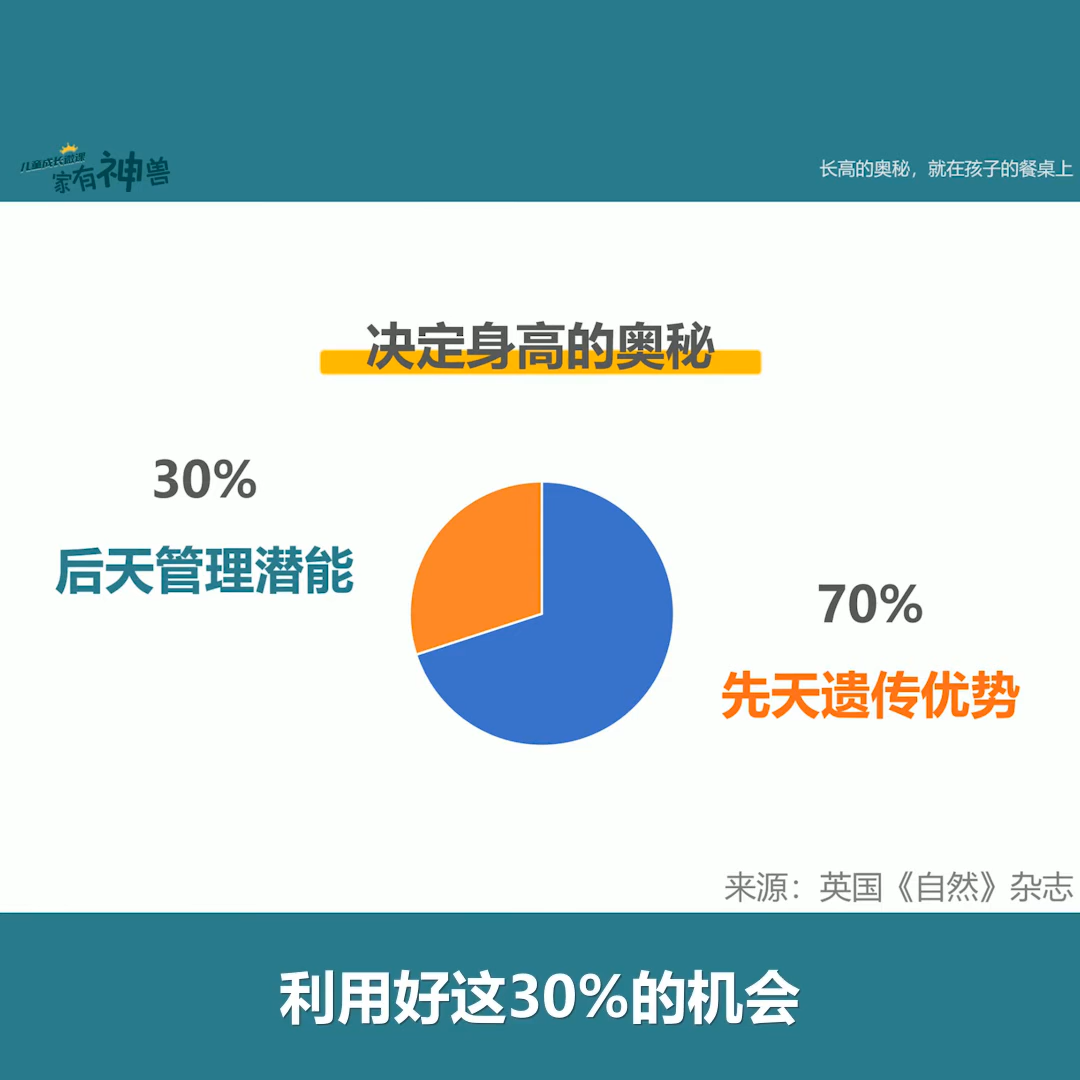 儿童成长微课
家有神兽
长高的奥秘，就在孩子的餐桌上
决定身高的奥秘
30%
后天管理潜能
70%
先天遗传优势
来源：英国《自然》杂志
利用好这30%的机会